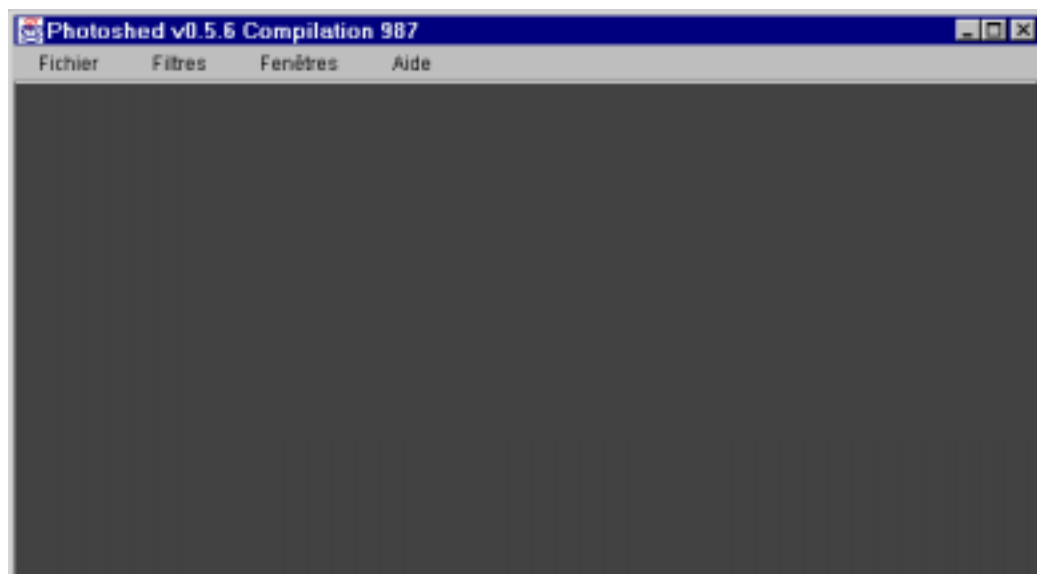 Photoshed v0.5.6 Compilation 987
Fichier Filtres Fenêtres Aide